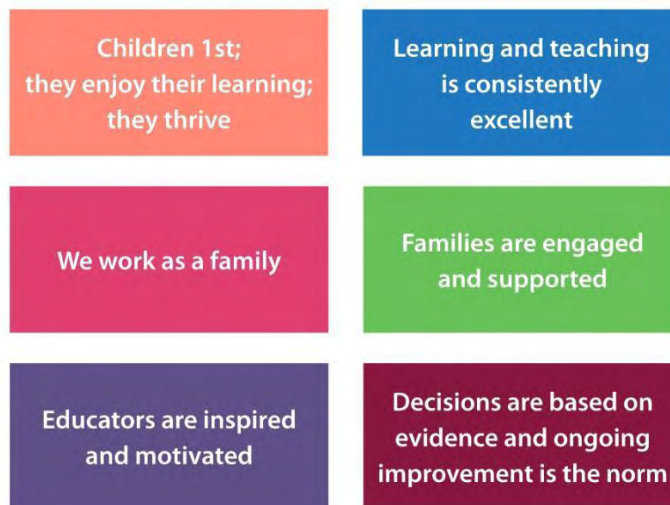 Children 1st;
they enjoy their learning;
they thrive
Learning and teaching
is consistently
excellent
We work as a family
Families are engaged
and supported
Educators are inspired
and motivated
Decisions are based on
evidence and ongoing
improvement is the norm